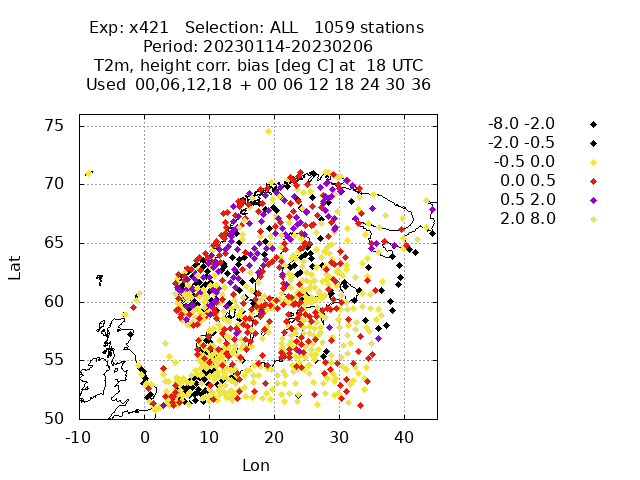 Exp: x421 Selection: ALL 1059 stations
Period: 20230114-20230206
T2m, height corr. bias [deg C] at 18 UTC
Used 00,06,12,18 + 00 06 12 18 24 30 36
75
70
65
60
55
50
-10 0 10 20 30 40
Lat
Lon
-8.0 -2.0
-2.0 -0.5
-0.5 0.0
0.0 0.5
0.5 2.0
2.0 8.0